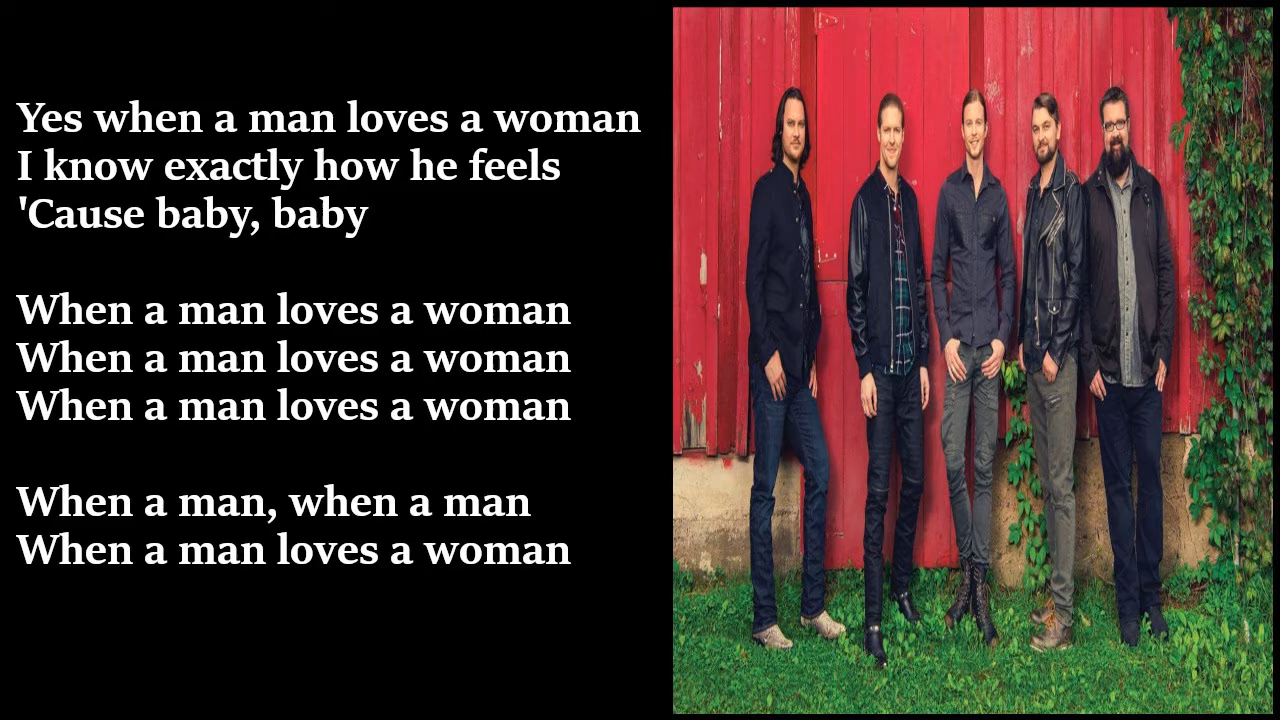 Yes when a man loves a woman
I know exactly how he feels
'Cause baby, baby
When a man loves a woman
When a man loves a woman
When a man loves a woman
When a man, when a man
When a man loves a woman